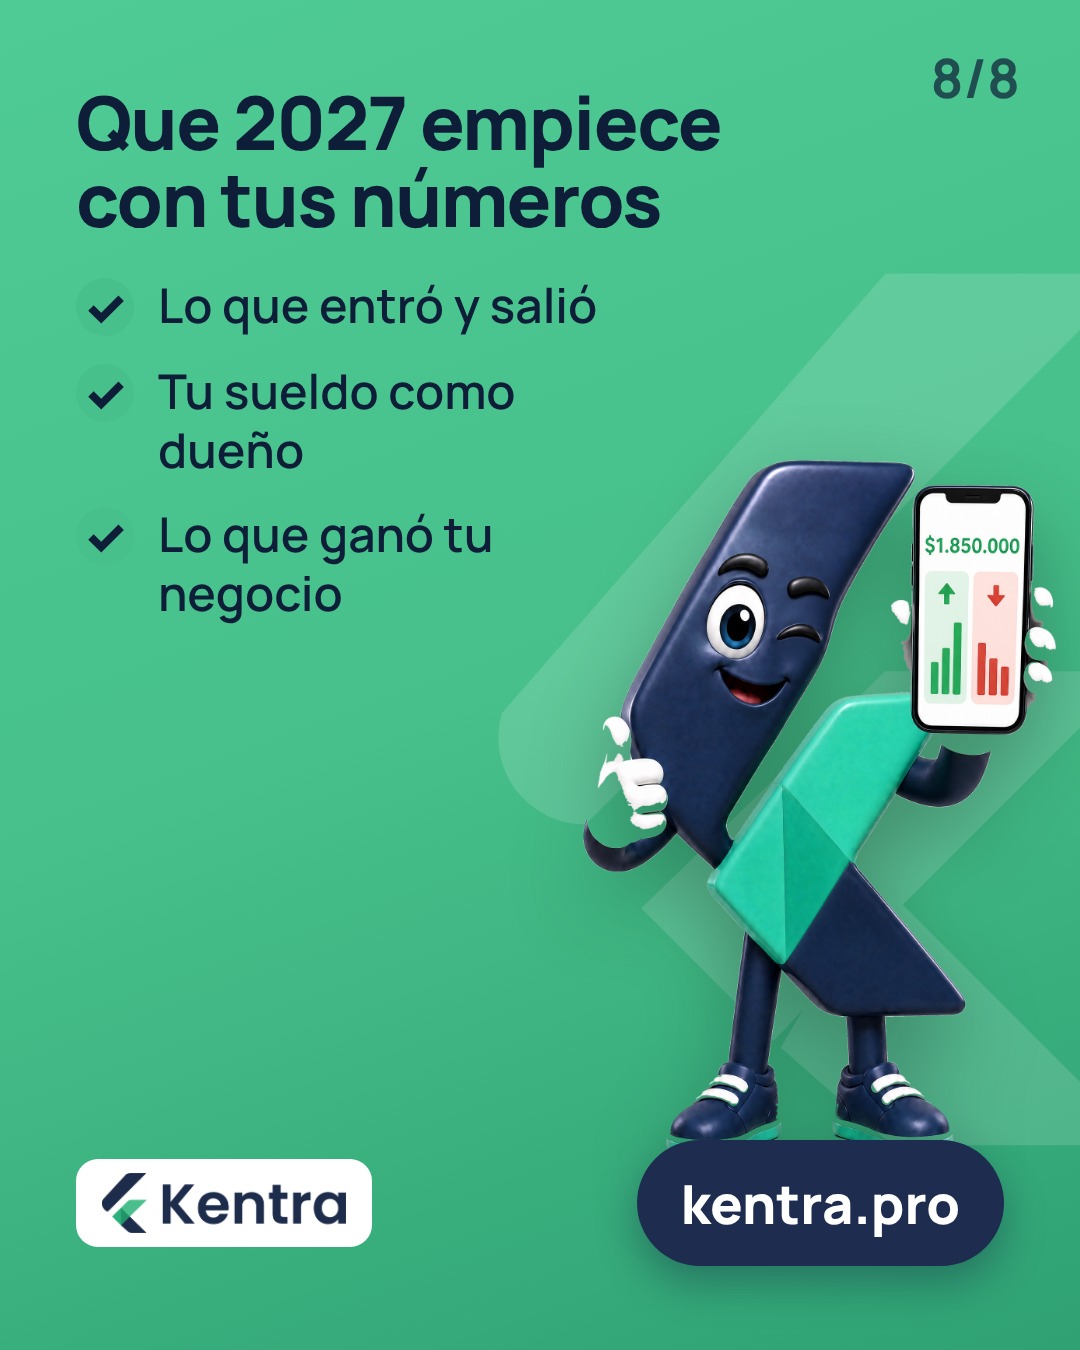 8/8
Que 2027 empiece
con tus números
Lo que entró y salió
Tu sueldo como
dueño
Lo que ganó tu
negocio
$1.850.000
Kentra
kentra.pro